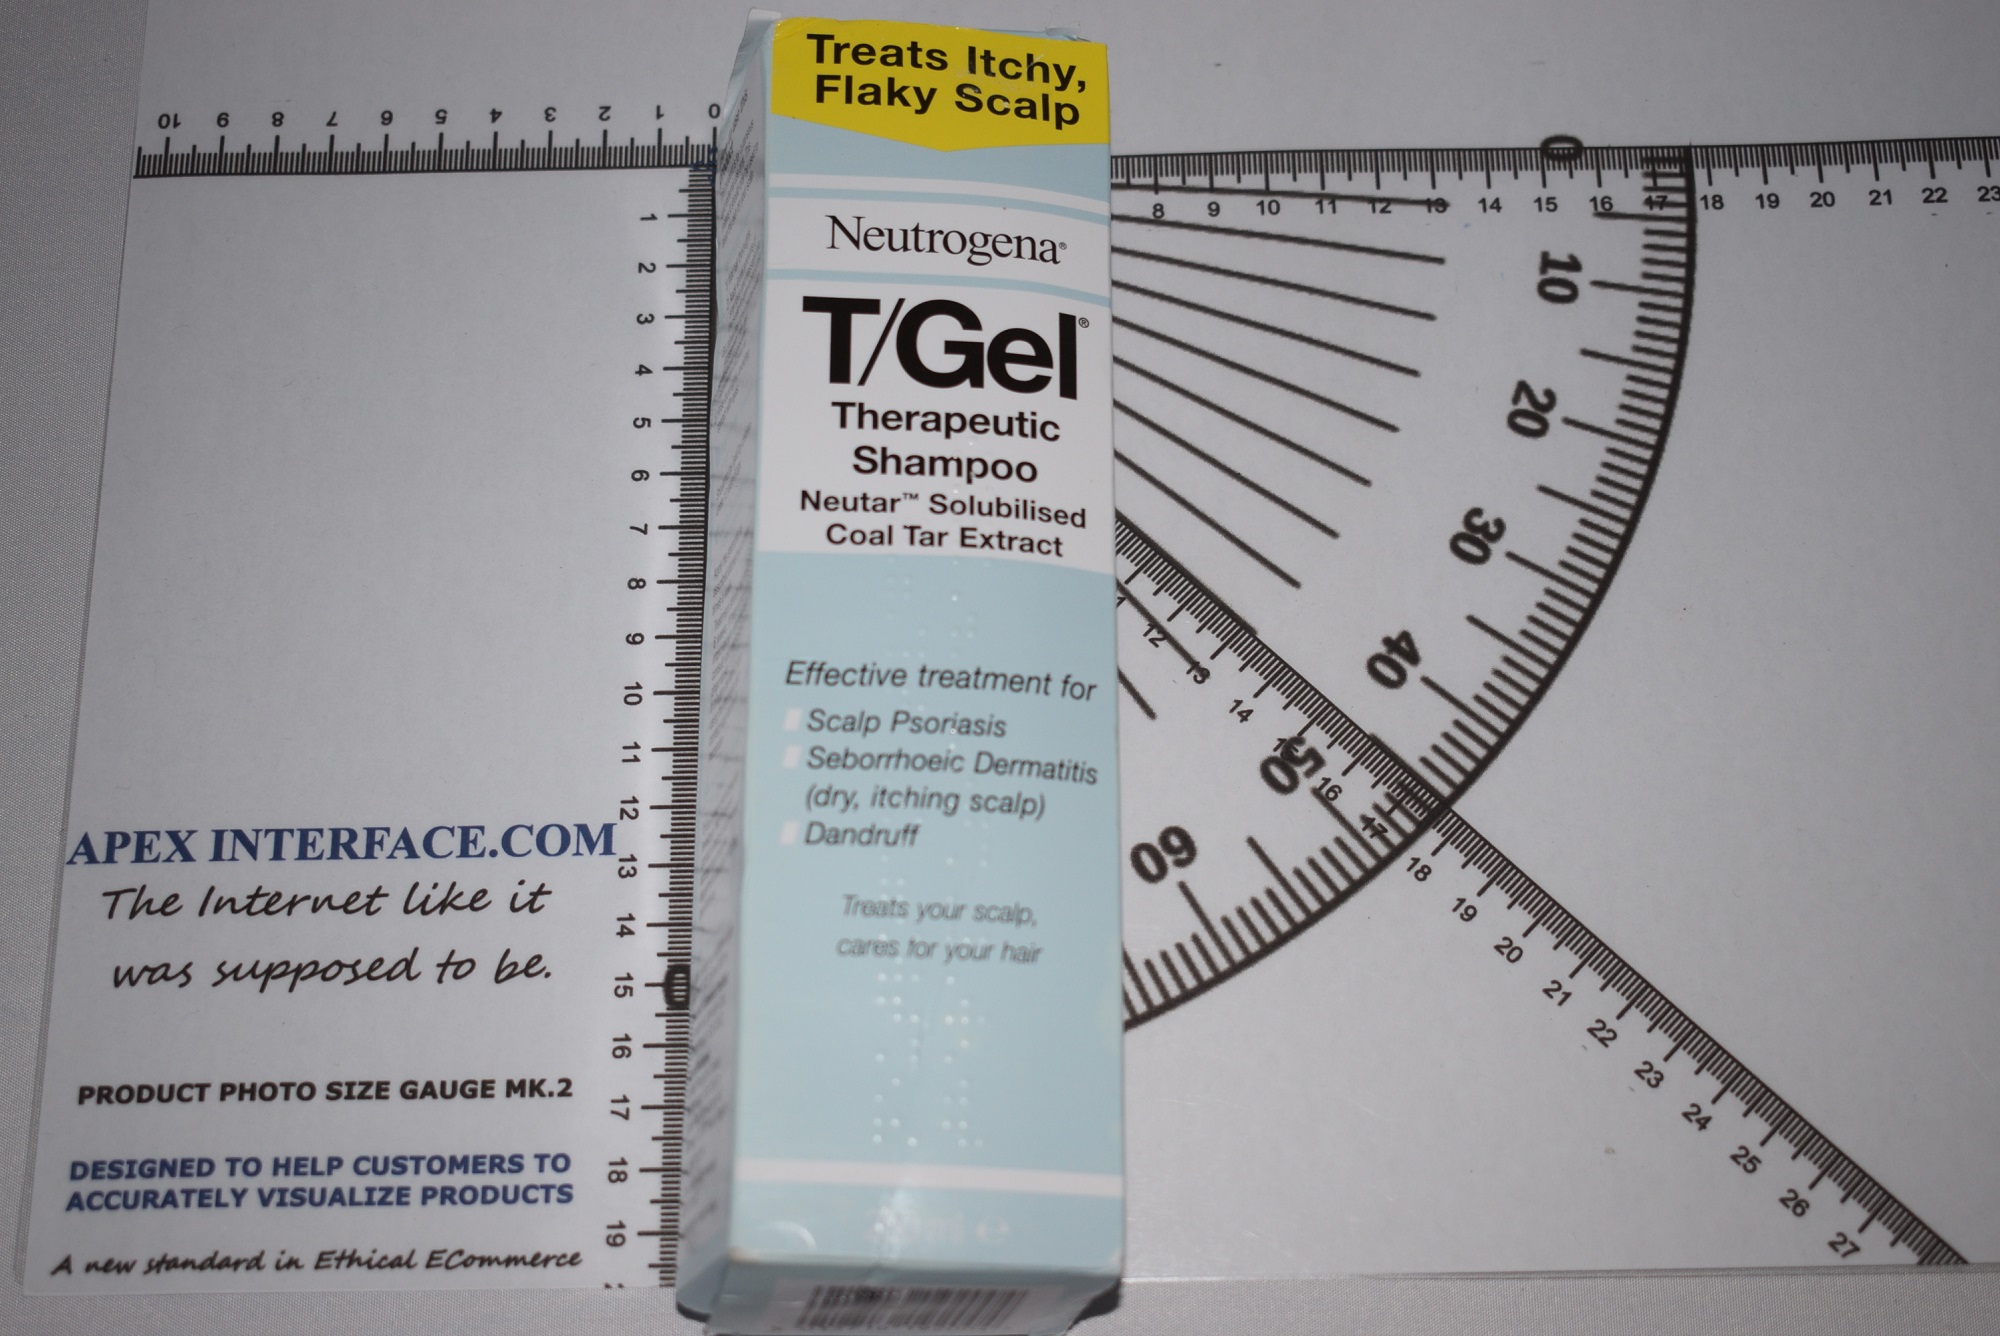 Treats Itchy,
Flaky Scalp
Neutrogena®
T/Gel®
Therapeutic
Shampoo
Neutar™ Solubilised
Coal Tar Extract
Effective treatment for
Scalp Psoriasis
Seborrhoeic Dermatitis
(dry, itching scalp)
Dandruff
Treats your scalp,
cares for your hair
10 9 8 7 6 5 4 3 2 1 0
1
2
3
4
5
6
7
8
9
10
11
12
13
14
15
16
17
18
19
0
8 9 10 11 12 13 14 15 16 17 18 19 20 21 22 23
0
10
20
30
40
50
60
12
13
14
15
16
17
18
19
20
21
22
23
24
25
26
27
APEX INTERFACE.COM
The Internet like it
was supposed to be.
PRODUCT PHOTO SIZE GAUGE MK.2
DESIGNED TO HELP CUSTOMERS TO
ACCURATELY VISUALIZE PRODUCTS
A new standard in Ethical ECommerce